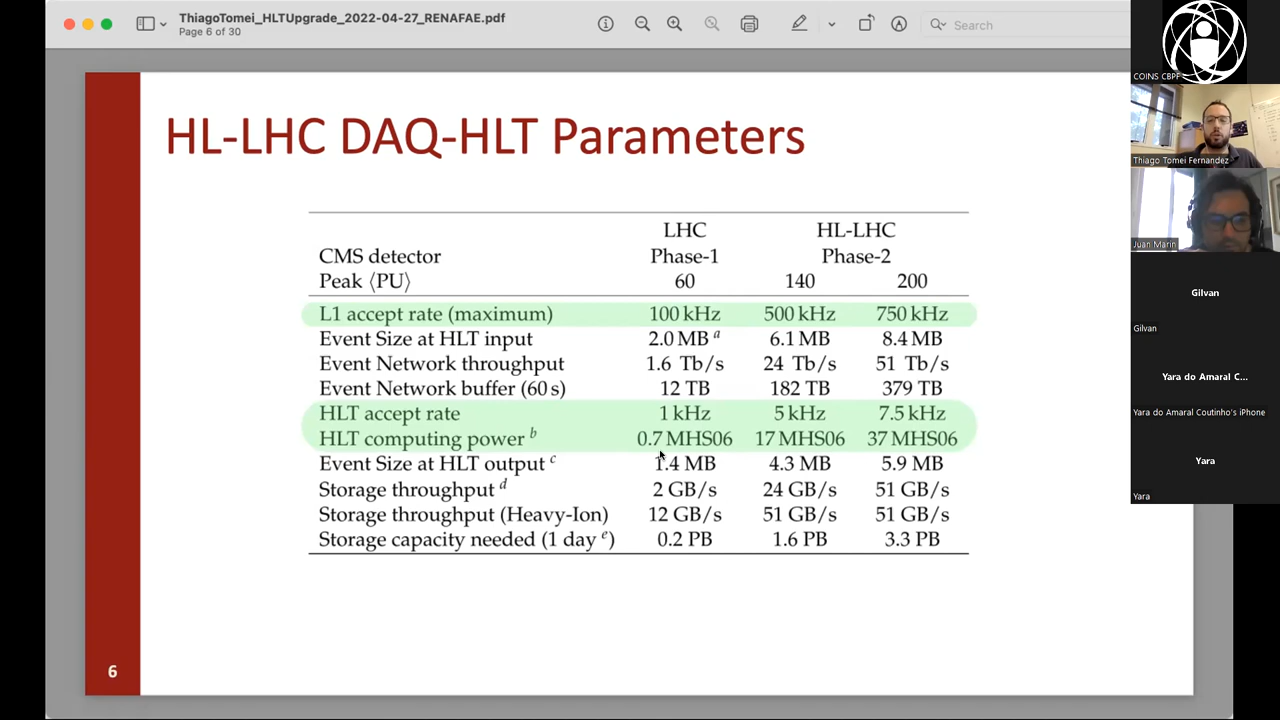 ThiagoTomei_HLTUpgrade_2022-04-27_RENAFAE.pdf
Page 6 of 30
Search
HL-LHC DAQ-HLT Parameters
LHC HL-LHC
CMS detector Phase-1 Phase-2
Peak ⟨PU⟩ 60 140 200
L1 accept rate (maximum) 100 kHz 500 kHz 750 kHz
Event Size at HLT input 2.0 MB a 6.1 MB 8.4 MB
Event Network throughput 1.6 Tb/s 24 Tb/s 51 Tb/s
Event Network buffer (60 s) 12 TB 182 TB 379 TB
HLT accept rate 1 kHz 5 kHz 7.5 kHz
HLT computing power b 0.7 MHS06 17 MHS06 37 MHS06
Event Size at HLT output c 1.4 MB 4.3 MB 5.9 MB
Storage throughput d 2 GB/s 24 GB/s 51 GB/s
Storage throughput (Heavy-Ion) 12 GB/s 51 GB/s 51 GB/s
Storage capacity needed (1 day e) 0.2 PB 1.6 PB 3.3 PB
6
COINS CBPF
Thiago Tomei Fernandez
Juan Marin
Gilvan
Gilvan
Yara do Amaral C...
Yara do Amaral Coutinho's iPhone
Yara
Yara